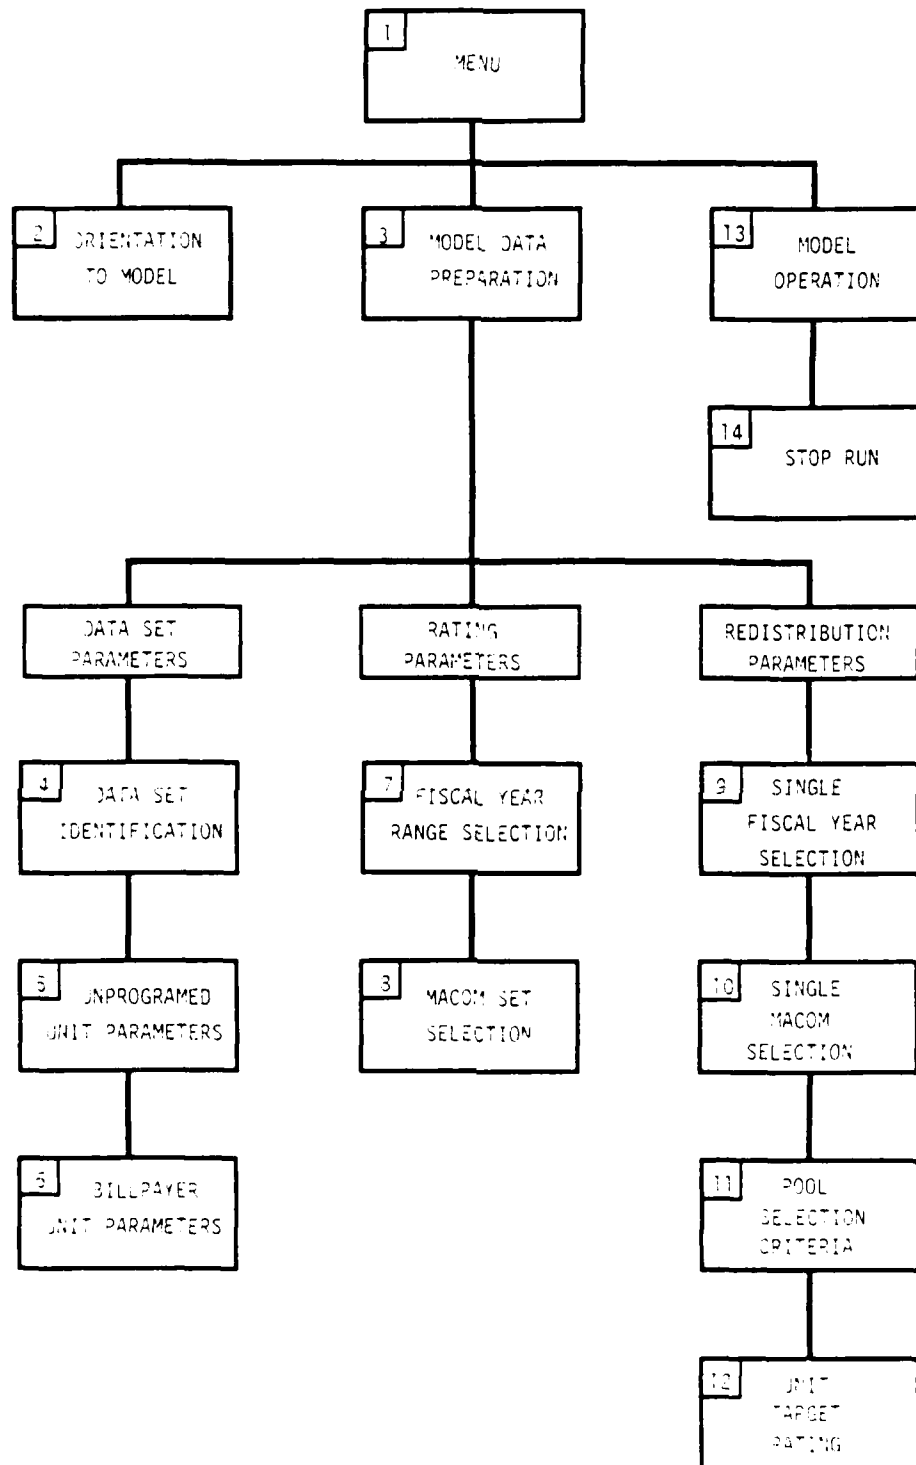 1
MENU
2
ORIENTATION
TO MODEL
3
MODEL DATA
PREPARATION
13
MODEL
OPERATION
14
STOP RUN
DATA SET
PARAMETERS
RATING
PARAMETERS
REDISTRIBUTION
PARAMETERS
4
DATA SET
IDENTIFICATION
7
FISCAL YEAR
RANGE SELECTION
9
SINGLE
FISCAL YEAR
SELECTION
5
UNPROGRAMED
UNIT PARAMETERS
8
MACOM SET
SELECTION
10
SINGLE
MACOM
SELECTION
6
BILLPAYER
UNIT PARAMETERS
11
POOL
SELECTION
CRITERIA
12
UNIT
TARGET
RATING